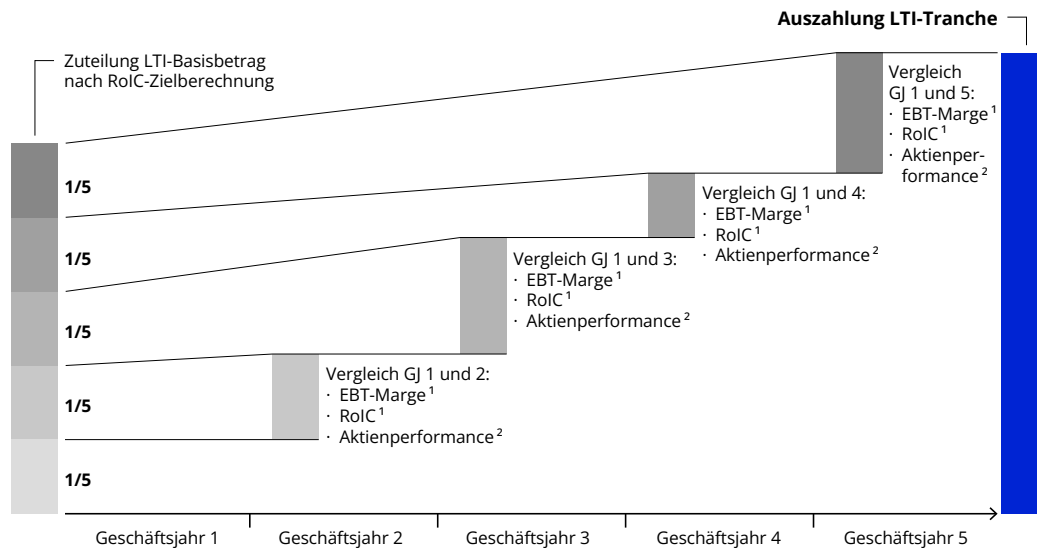 Auszahlung LTI-Tranche
Zuteilung LTI-Basisbetrag
nach RoIC-Zielberechnung
Vergleich
GJ 1 und 5:
· EBT-Marge ¹
· RoIC ¹
· Aktienper-
formance ²
1/5
Vergleich GJ 1 und 4:
· EBT-Marge ¹
· RoIC ¹
· Aktienperformance ²
1/5
Vergleich GJ 1 und 3:
· EBT-Marge ¹
· RoIC ¹
· Aktienperformance ²
1/5
Vergleich GJ 1 und 2:
· EBT-Marge ¹
· RoIC ¹
· Aktienperformance ²
1/5
1/5
Geschäftsjahr 1
Geschäftsjahr 2
Geschäftsjahr 3
Geschäftsjahr 4
Geschäftsjahr 5